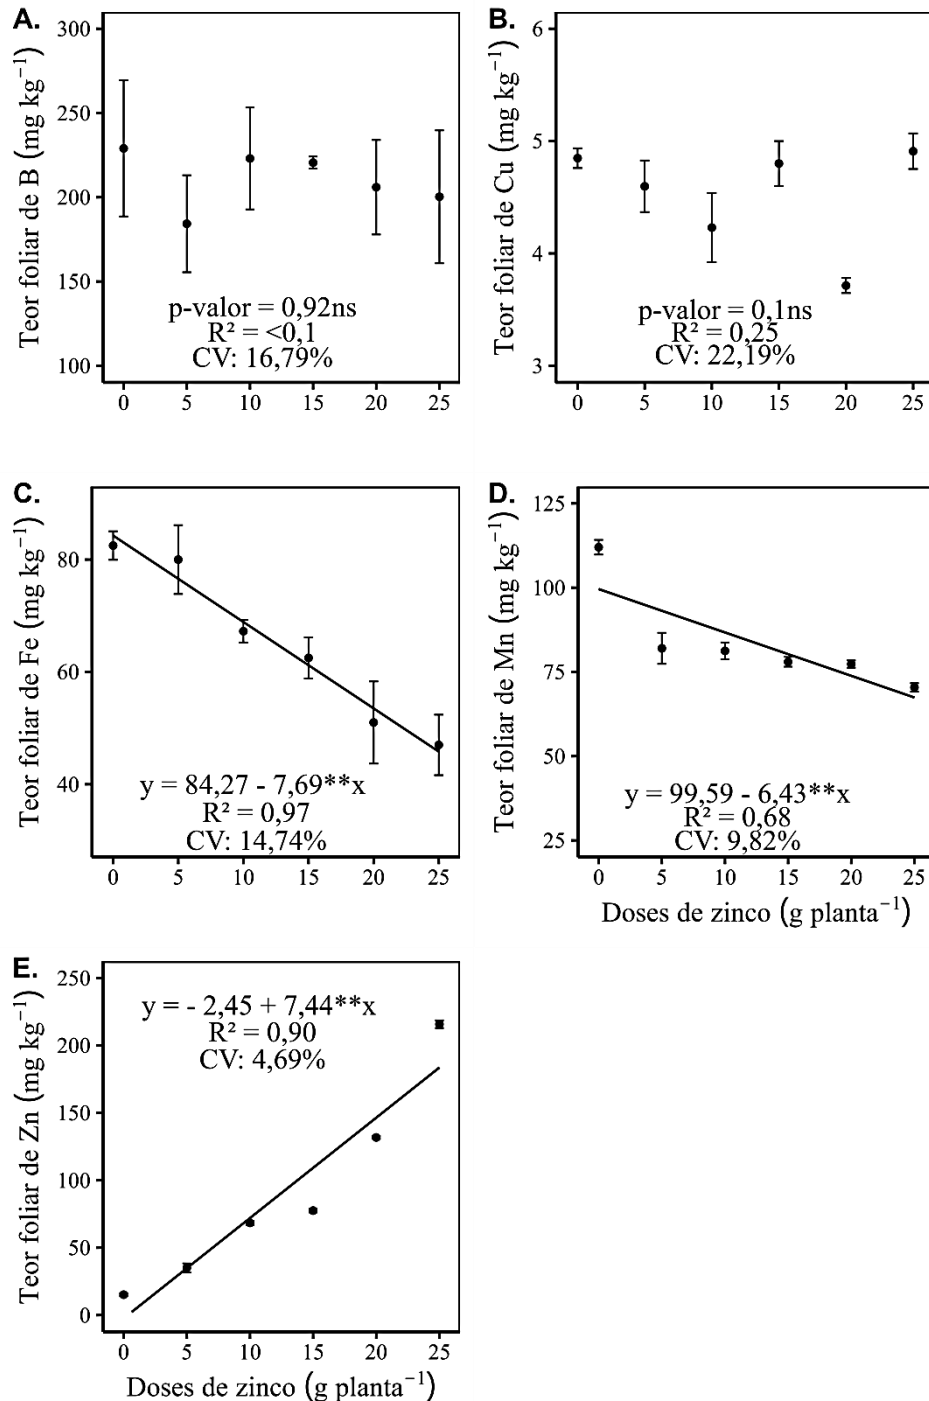 A.
Teor foliar de B (mg kg⁻¹)
300
250
200
150
100
p-valor = 0,92ns
R² = <0,1
CV: 16,79%
0 5 10 15 20 25
B.
Teor foliar de Cu (mg kg⁻¹)
6
5
4
3
p-valor = 0,1ns
R² = 0,25
CV: 22,19%
0 5 10 15 20 25
C.
Teor foliar de Fe (mg kg⁻¹)
80
60
40
y = 84,27 - 7,69**x
R² = 0,97
CV: 14,74%
0 5 10 15 20 25
D.
Teor foliar de Mn (mg kg⁻¹)
125
100
75
50
25
y = 99,59 - 6,43**x
R² = 0,68
CV: 9,82%
0 5 10 15 20 25
Doses de zinco (g planta⁻¹)
E.
Teor foliar de Zn (mg kg⁻¹)
250
200
150
100
50
0
y = - 2,45 + 7,44**x
R² = 0,90
CV: 4,69%
0 5 10 15 20 25
Doses de zinco (g planta⁻¹)